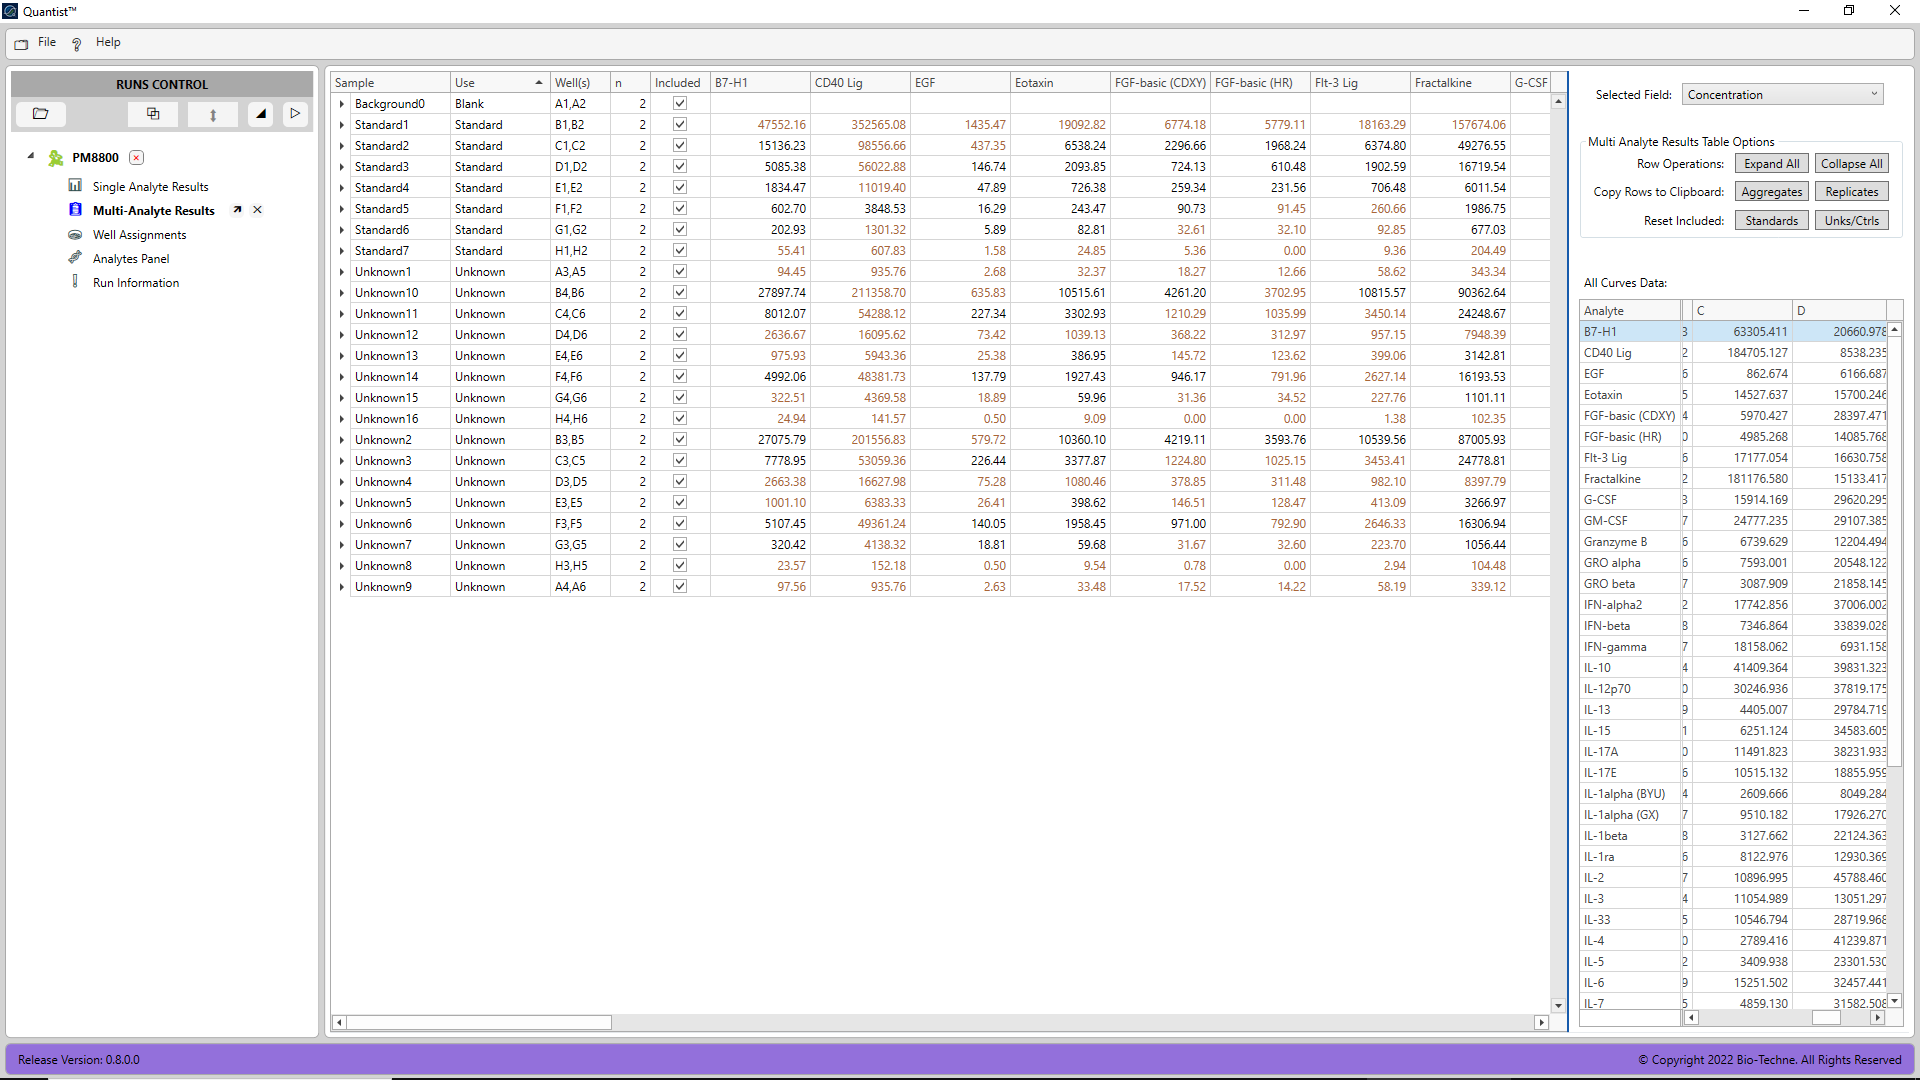 Quantist™
File Help
RUNS CONTROL
PM8800
Single Analyte Results
Multi-Analyte Results
Well Assignments
Analytes Panel
Run Information
Sample Use Well(s) n Included B7-H1 CD40 Lig EGF Eotaxin FGF-basic (CDXY) FGF-basic (HR) Flt-3 Lig Fractalkine G-CSF
Background0 Blank A1,A2 2
Standard1 Standard B1,B2 2 47552.16 352565.08 1435.47 19092.82 6774.18 5779.11 18163.29 157674.06
Standard2 Standard C1,C2 2 15136.23 98556.66 437.35 6538.24 2296.66 1968.24 6374.80 49276.55
Standard3 Standard D1,D2 2 5085.38 56022.88 146.74 2093.85 724.13 610.48 1902.59 16719.54
Standard4 Standard E1,E2 2 1834.47 11019.40 47.89 726.38 259.34 231.56 706.48 6011.54
Standard5 Standard F1,F2 2 602.70 3848.53 16.29 243.47 90.73 91.45 260.66 1986.75
Standard6 Standard G1,G2 2 202.93 1301.32 5.89 82.81 32.61 32.10 92.85 677.03
Standard7 Standard H1,H2 2 55.41 607.83 1.58 24.85 5.36 0.00 9.36 204.49
Unknown1 Unknown A3,A5 2 94.45 935.76 2.68 32.37 18.27 12.66 58.62 343.34
Unknown10 Unknown B4,B6 2 27897.74 211358.70 635.83 10515.61 4261.20 3702.95 10815.57 90362.64
Unknown11 Unknown C4,C6 2 8012.07 54288.12 227.34 3302.93 1210.29 1035.99 3450.14 24248.67
Unknown12 Unknown D4,D6 2 2636.67 16095.62 73.42 1039.13 368.22 312.97 957.15 7948.39
Unknown13 Unknown E4,E6 2 975.93 5943.36 25.38 386.95 145.72 123.62 399.06 3142.81
Unknown14 Unknown F4,F6 2 4992.06 48381.73 137.79 1927.43 946.17 791.96 2627.14 16193.53
Unknown15 Unknown G4,G6 2 322.51 4369.58 18.89 59.96 31.36 34.52 227.76 1101.11
Unknown16 Unknown H4,H6 2 24.94 141.57 0.50 9.09 0.00 0.00 1.38 102.35
Unknown2 Unknown B3,B5 2 27075.79 201556.83 579.72 10360.10 4219.11 3593.76 10539.56 87005.93
Unknown3 Unknown C3,C5 2 7778.95 53059.36 226.44 3377.87 1224.80 1025.15 3453.41 24778.81
Unknown4 Unknown D3,D5 2 2663.38 16627.98 75.28 1080.46 378.85 311.48 982.10 8397.79
Unknown5 Unknown E3,E5 2 1001.10 6383.33 26.41 398.62 146.51 128.47 413.09 3266.97
Unknown6 Unknown F3,F5 2 5107.45 49361.24 140.05 1958.45 971.00 792.90 2646.33 16306.94
Unknown7 Unknown G3,G5 2 320.42 4138.32 18.81 59.68 31.67 32.60 223.70 1056.44
Unknown8 Unknown H3,H5 2 23.57 152.18 0.50 9.54 0.78 0.00 2.94 104.48
Unknown9 Unknown A4,A6 2 97.56 935.76 2.63 33.48 17.52 14.22 58.19 339.12
Selected Field: Concentration
Multi Analyte Results Table Options
Row Operations: Expand All Collapse All
Copy Rows to Clipboard: Aggregates Replicates
Reset Included: Standards Unks/Ctrls
All Curves Data:
Analyte C D
B7-H1 3 63305.411 20660.978
CD40 Lig 2 184705.127 8538.235
EGF 6 862.674 6166.687
Eotaxin 5 14527.637 15700.246
FGF-basic (CDXY) 4 5970.427 28397.471
FGF-basic (HR) 0 4985.268 14085.768
Flt-3 Lig 6 17177.054 16630.758
Fractalkine 2 181176.580 15133.417
G-CSF 3 15914.169 29620.295
GM-CSF 7 24777.235 29107.385
Granzyme B 6 6739.629 12204.494
GRO alpha 6 7593.001 20548.122
GRO beta 7 3087.909 21858.145
IFN-alpha2 2 17742.856 37006.002
IFN-beta 8 7346.864 33839.028
IFN-gamma 7 18158.062 6931.158
IL-10 4 41409.364 39831.323
IL-12p70 0 30246.936 37819.175
IL-13 9 4405.007 29784.719
IL-15 1 6251.124 34583.605
IL-17A 0 11491.823 38231.933
IL-17E 6 10515.132 18855.959
IL-1alpha (BYU) 4 2609.666 8049.284
IL-1alpha (GX) 7 9510.182 17926.270
IL-1beta 8 3127.662 22124.363
IL-1ra 6 8122.976 12930.369
IL-2 7 10896.995 45788.460
IL-3 4 11054.989 13051.297
IL-33 5 10546.794 28719.968
IL-4 0 2789.416 41239.871
IL-5 2 3409.938 23301.530
IL-6 9 15251.502 32457.441
IL-7 5 4859.130 31582.508
Release Version: 0.8.0.0
© Copyright 2022 Bio-Techne. All Rights Reserved